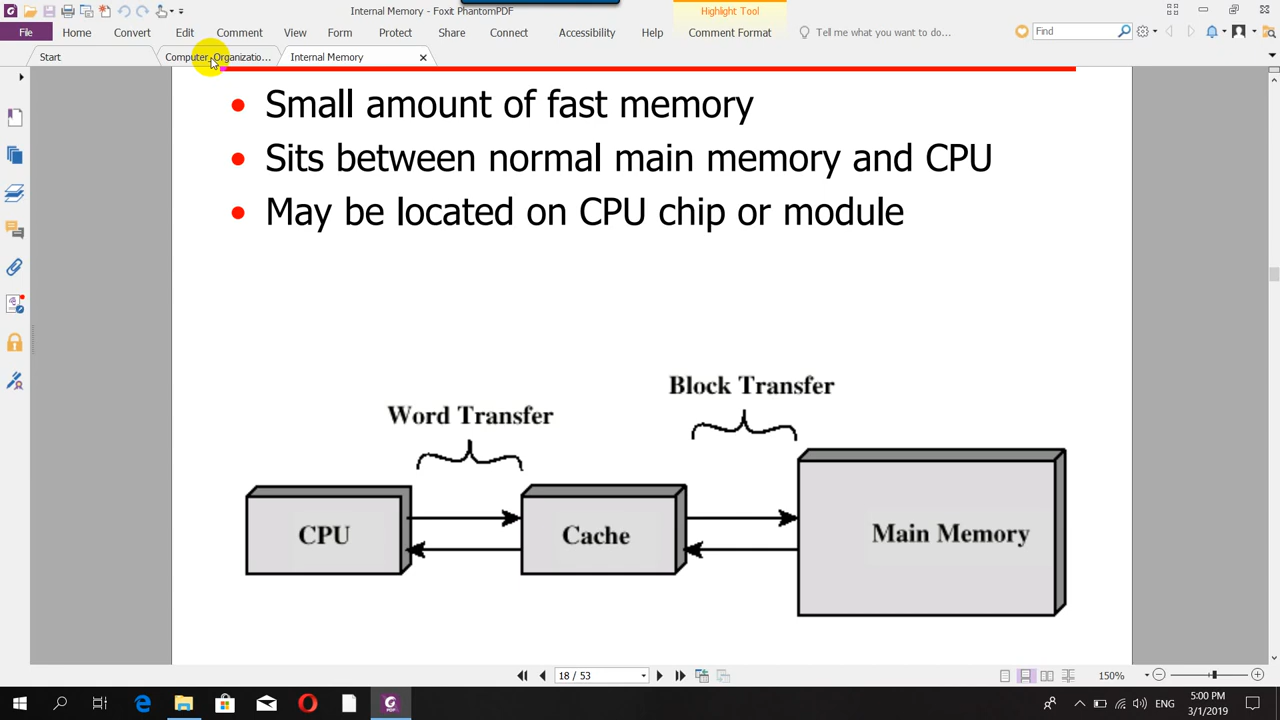 Internal Memory - Foxit PhantomPDF
Highlight Tool
File Home Convert Edit Comment View Form Protect Share Connect Accessibility Help Comment Format Tell me what you want to do... Find
Start Computer_Organizatio... Internal Memory
• Small amount of fast memory
• Sits between normal main memory and CPU
• May be located on CPU chip or module
Block Transfer
Word Transfer
CPU
Cache
Main Memory
18 / 53
150%
5:00 PM
3/1/2019